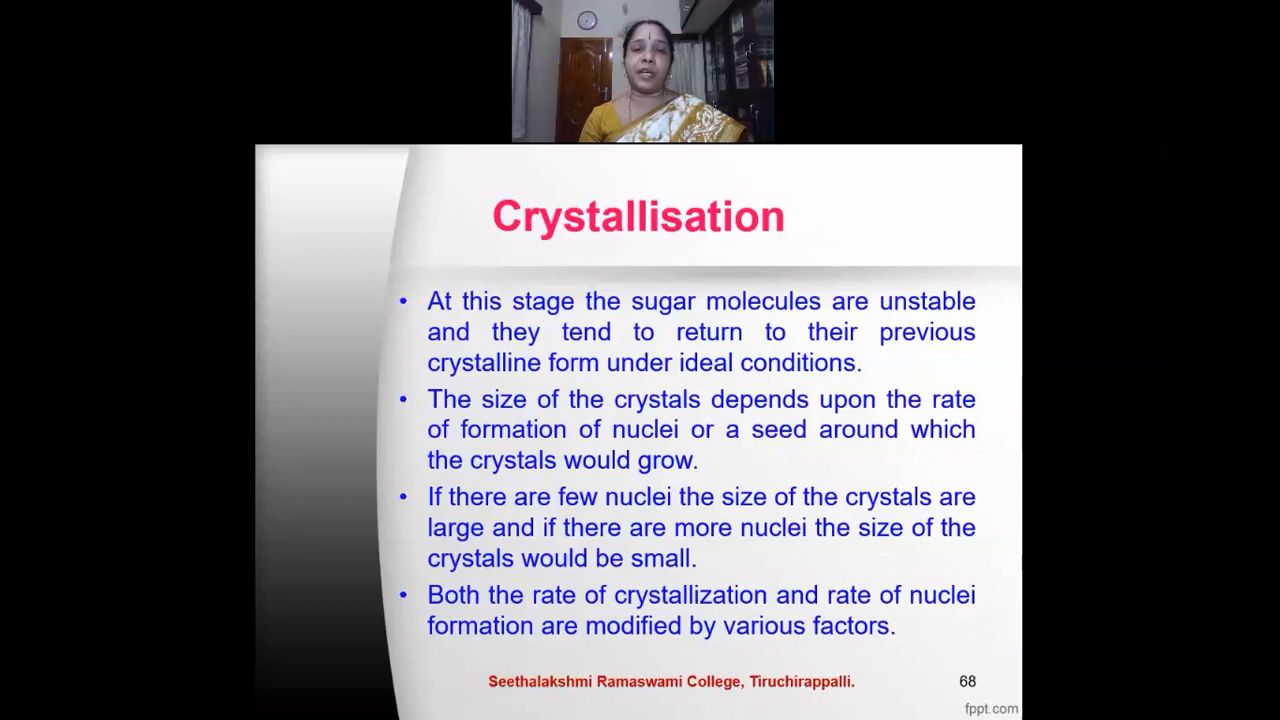 Crystallisation
• At this stage the sugar molecules are unstable
and they tend to return to their previous
crystalline form under ideal conditions.
• The size of the crystals depends upon the rate
of formation of nuclei or a seed around which
the crystals would grow.
• If there are few nuclei the size of the crystals are
large and if there are more nuclei the size of the
crystals would be small.
• Both the rate of crystallization and rate of nuclei
formation are modified by various factors.
Seethalakshmi Ramaswami College, Tiruchirappalli. 68
fppt.com